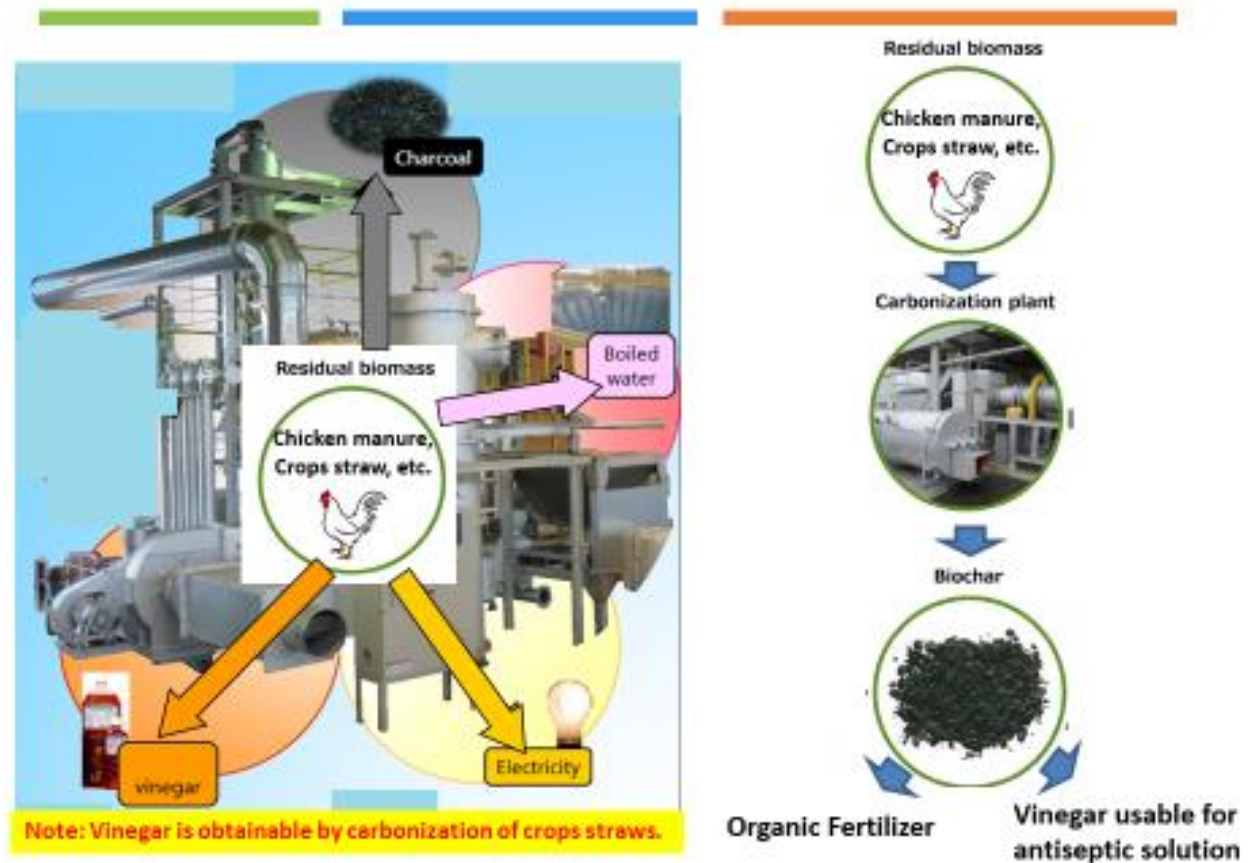 Charcoal
Boiled
water
Residual biomass
Chicken manure,
Crops straw, etc.
vinegar
Electricity
Note: Vinegar is obtainable by carbonization of crops straws.
Residual biomass
Chicken manure,
Crops straw, etc.
Carbonization plant
Biochar
Organic Fertilizer
Vinegar usable for
antiseptic solution